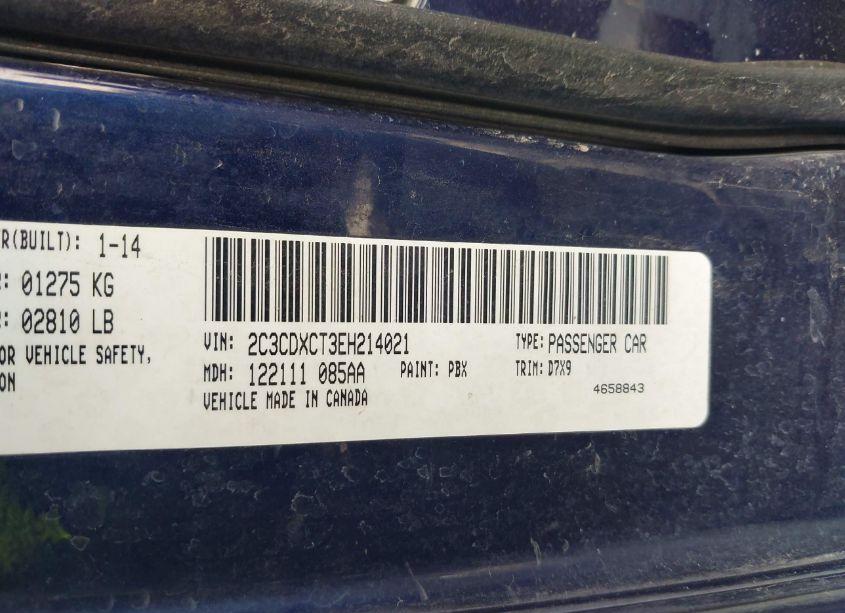 R(BUILT): 1-14
: 01275 KG
: 02810 LB
OR VEHICLE SAFETY,
ON
VIN: 2C3CDXCT3EH214021 TYPE: PASSENGER CAR
MDH: 122111 085AA PAINT: PBX TRIM: D7X9
VEHICLE MADE IN CANADA 4658843